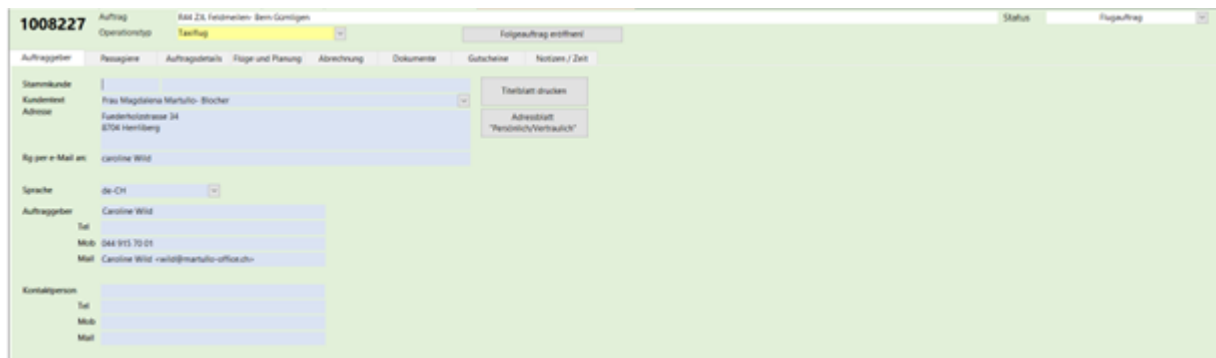 1008227
Auftrag R44 ZJL Feldmeilen- Bern Gümligen
Status Flugauftrag
Operationstyp Taxiflug
Folgeauftrag eröffnen!
Auftraggeber Passagiere Auftragsdetails Flüge und Planung Abrechnung Dokumente Gutscheine Notizen / Zeit
Stammkunde
Titelblatt drucken
Kundentext Frau Magdalena Martullo- Blocher
Adresse
8704 Herrliberg
Adressblatt
"Persönlich/Vertraulich"
Rg per e-Mail an: caroline Wild
Sprache de-CH
Auftraggeber Caroline Wild
Tel
Mob 044 915 70 01
Mail Caroline Wild <wild@martullo-office.ch>
Kontaktperson
Tel
Mob
Mail